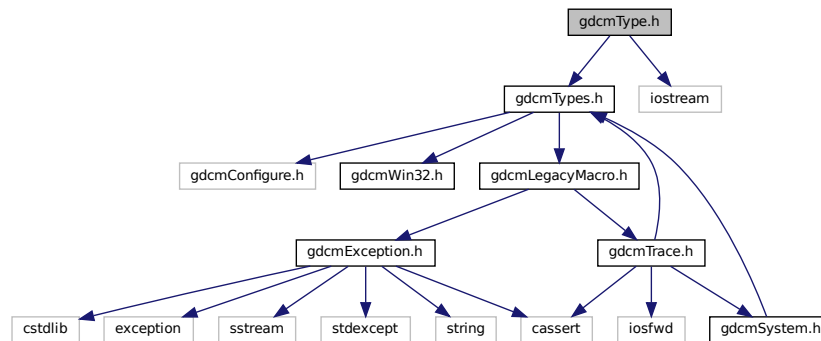 gdcmType.h
gdcmTypes.h
iostream
gdcmConfigure.h
gdcmWin32.h
gdcmLegacyMacro.h
gdcmException.h
gdcmTrace.h
cstdlib
exception
sstream
stdexcept
string
cassert
iosfwd
gdcmSystem.h